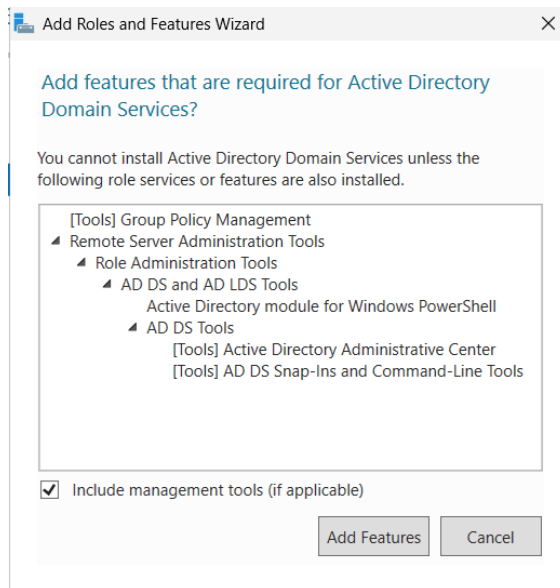 Add Roles and Features Wizard
Add features that are required for Active Directory
Domain Services?
You cannot install Active Directory Domain Services unless the
following role services or features are also installed.
[Tools] Group Policy Management
Remote Server Administration Tools
Role Administration Tools
AD DS and AD LDS Tools
Active Directory module for Windows PowerShell
AD DS Tools
[Tools] Active Directory Administrative Center
[Tools] AD DS Snap-Ins and Command-Line Tools
Include management tools (if applicable)
Add Features
Cancel